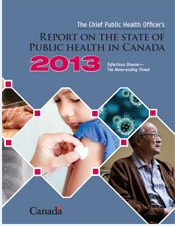 The Chief Public Health Officer's
REPORT ON THE STATE OF
PUBLIC HEALTH IN CANADA
2013
Infectious Disease—
The Never-ending Threat
Canada